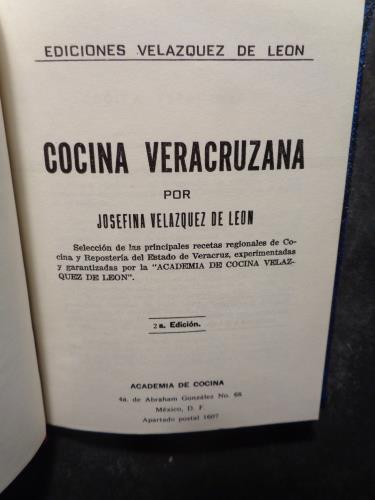 EDICIONES VELAZQUEZ DE LEON
COCINA VERACRUZANA
POR
JOSEFINA VELAZQUEZ DE LEON
Selección de las principales recetas regionales de Co-
cina y Repostería del Estado de Veracruz, experimentadas
y garantizadas por la "ACADEMIA DE COCINA VELAZ-
QUEZ DE LEON".
2 a. Edición.
ACADEMIA DE COCINA
4a. de Abraham González No. 68
México, D. F.
Apartado postal 1607